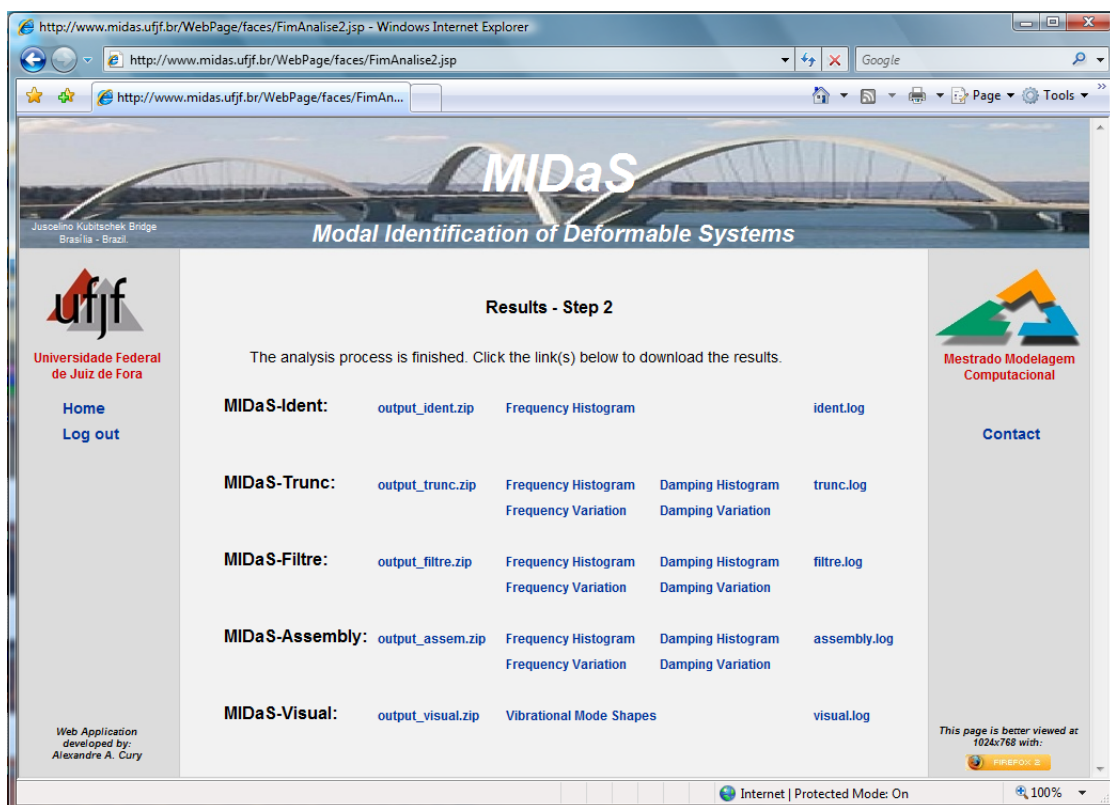 http://www.midas.ufjf.br/WebPage/faces/FimAnalise2.jsp - Windows Internet Explorer
http://www.midas.ufjf.br/WebPage/faces/FimAnalise2.jsp
Google
http://www.midas.ufjf.br/WebPage/faces/FimAn...
Page
Tools
MIDaS
Juscelino Kubitschek Bridge
Brasília - Brazil.
Modal Identification of Deformable Systems
ufjf
Universidade Federal
de Juiz de Fora
Home
Log out
Results - Step 2
The analysis process is finished. Click the link(s) below to download the results.
MIDaS-Ident: output_ident.zip Frequency Histogram ident.log
MIDaS-Trunc: output_trunc.zip Frequency Histogram Damping Histogram trunc.log
Frequency Variation Damping Variation
MIDaS-Filtre: output_filtre.zip Frequency Histogram Damping Histogram filtre.log
Frequency Variation Damping Variation
MIDaS-Assembly: output_assem.zip Frequency Histogram Damping Histogram assembly.log
Frequency Variation Damping Variation
MIDaS-Visual: output_visual.zip Vibrational Mode Shapes visual.log
Mestrado Modelagem
Computacional
Contact
Web Application
developed by:
Alexandre A. Cury
This page is better viewed at
1024x768 with:
FIREFOX 2
Internet | Protected Mode: On
100%